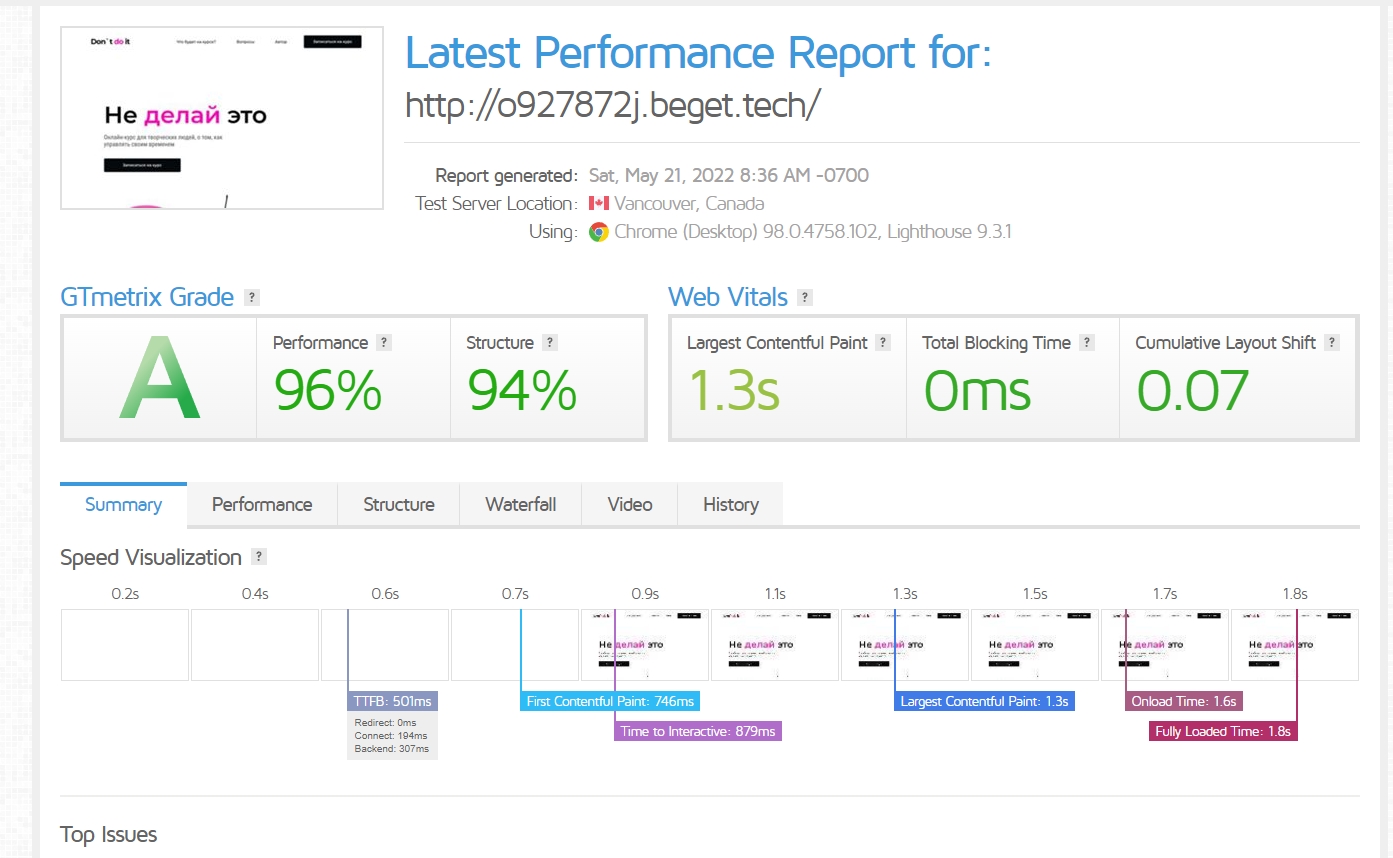 Don`t do it
Что будет на курсе? Вопросы Автор Записаться на курс
Не делай это
Онлайн-курс для творческих людей, о том, как
управлять своим временем
Записаться на курс
Latest Performance Report for:
http://o927872j.beget.tech/
Report generated: Sat, May 21, 2022 8:36 AM -0700
Test Server Location: Vancouver, Canada
Using: Chrome (Desktop) 98.0.4758.102, Lighthouse 9.3.1
GTmetrix Grade ?
Web Vitals ?
A
Performance ?
96%
Structure ?
94%
Largest Contentful Paint ?
1.3s
Total Blocking Time ?
0ms
Cumulative Layout Shift ?
0.07
Summary Performance Structure Waterfall Video History
Speed Visualization ?
0.2s 0.4s 0.6s 0.7s 0.9s 1.1s 1.3s 1.5s 1.7s 1.8s
Не делай это Не делай это Не делай это Не делай это Не делай это Не делай это
TTFB: 501ms
Redirect: 0ms
Connect: 194ms
Backend: 307ms
First Contentful Paint: 746ms
Time to Interactive: 879ms
Largest Contentful Paint: 1.3s
Onload Time: 1.6s
Fully Loaded Time: 1.8s
Top Issues